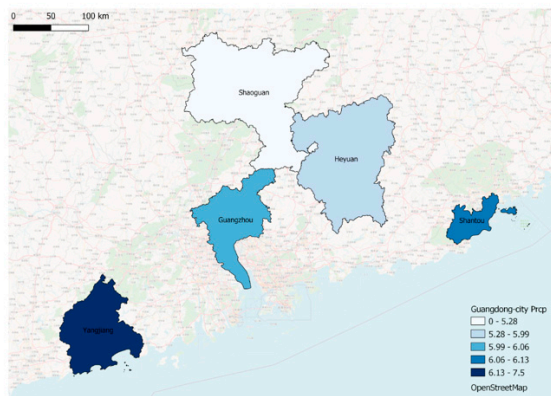 0 50 100 km
Shaoguan
Heyuan
Guangzhou
Shantou
Yangjiang
Guangdong-city Prcp
0 - 5.28
5.28 - 5.99
5.99 - 6.06
6.06 - 6.13
6.13 - 7.5
OpenStreetMap